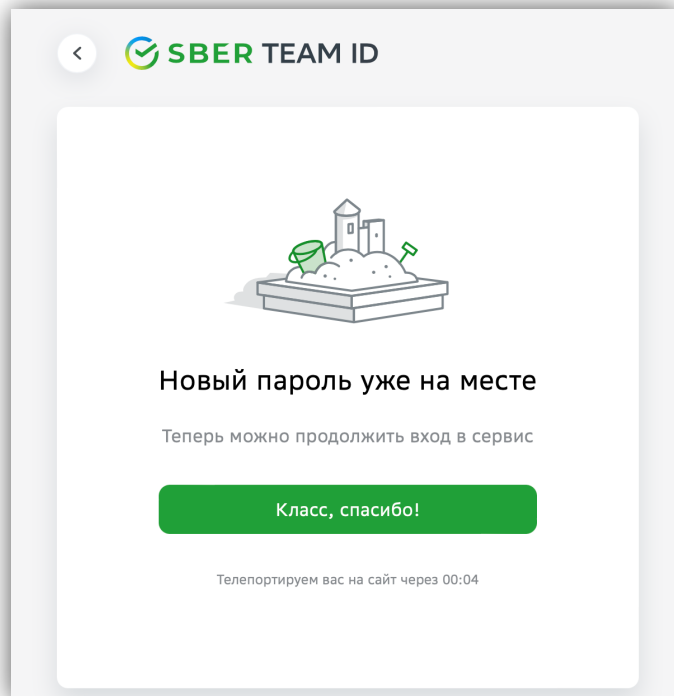 SBER TEAM ID
Новый пароль уже на месте
Теперь можно продолжить вход в сервис
Класс, спасибо!
Телепортируем вас на сайт через 00:04